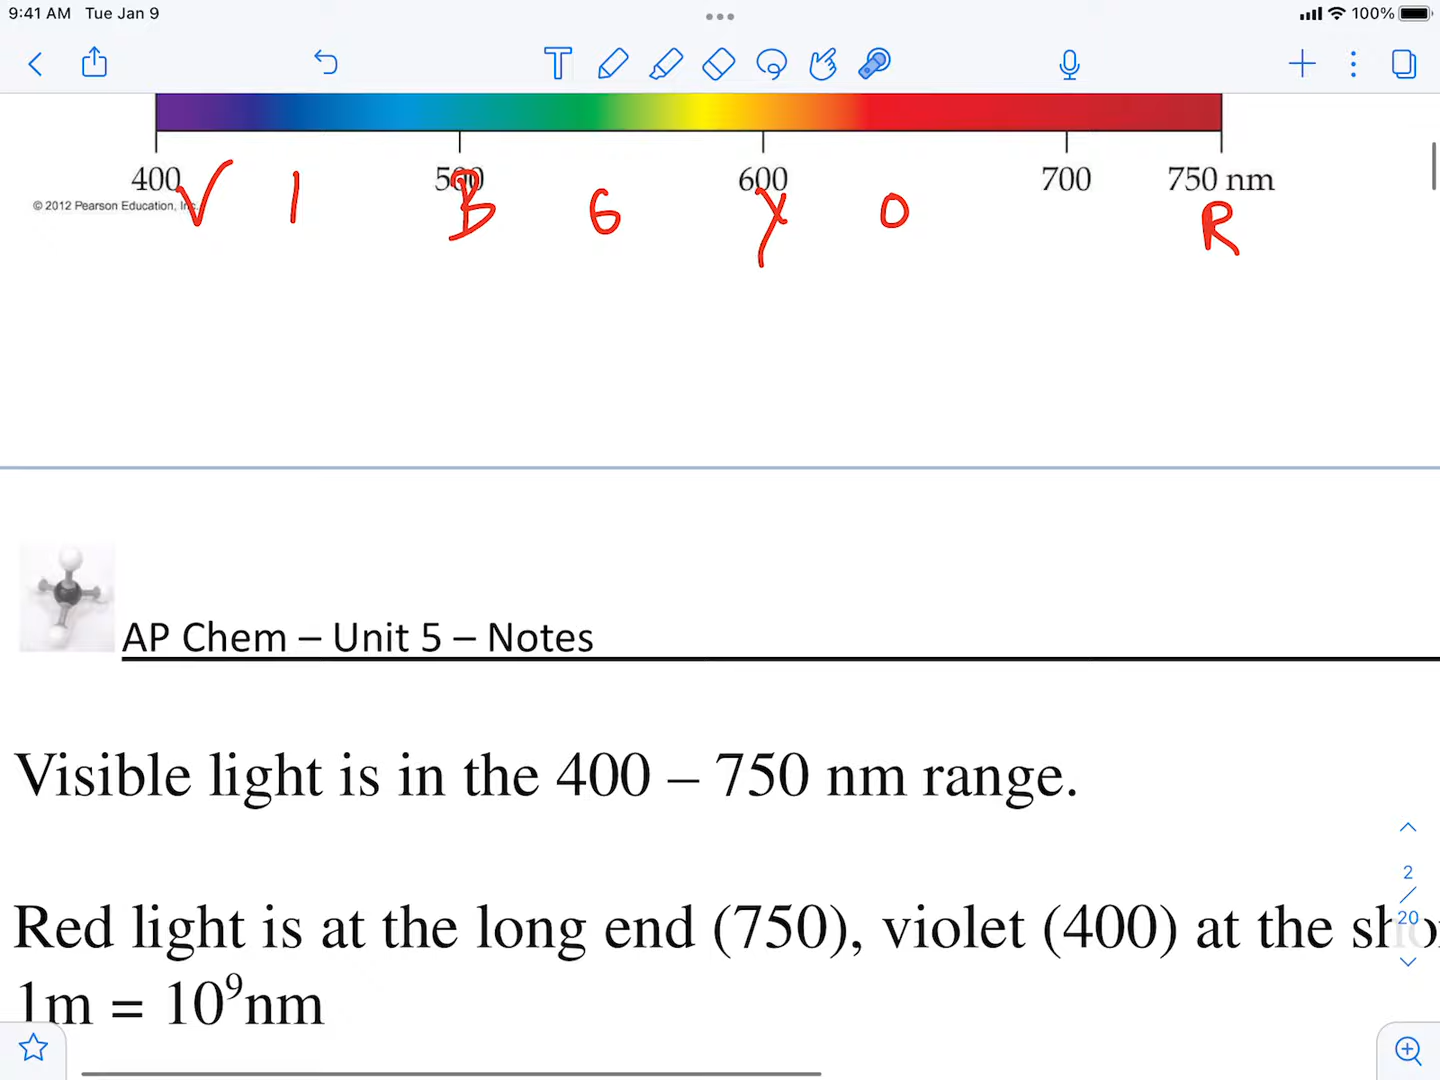 9:41 AM Tue Jan 9
100%
400 500 600 700 750 nm
© 2012 Pearson Education, Inc.
V I B G Y O R
AP Chem – Unit 5 – Notes
Visible light is in the 400 – 750 nm range.
Red light is at the long end (750), violet (400) at the sho
1m = 10⁹nm
2
/
20